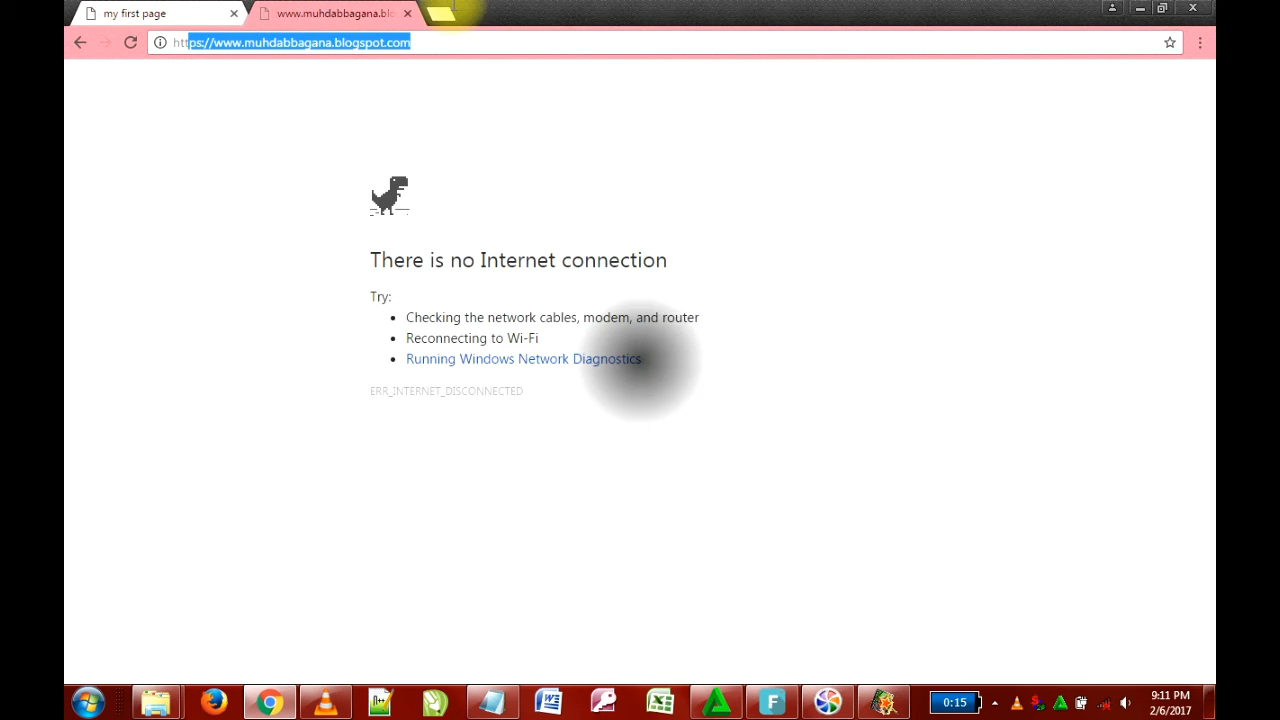 my first page
www.muhdabbagana.blo
https://www.muhdabbagana.blogspot.com
There is no Internet connection
Try:
Checking the network cables, modem, and router
Reconnecting to Wi-Fi
Running Windows Network Diagnostics
ERR_INTERNET_DISCONNECTED
0:15
9:11 PM
2/6/2017